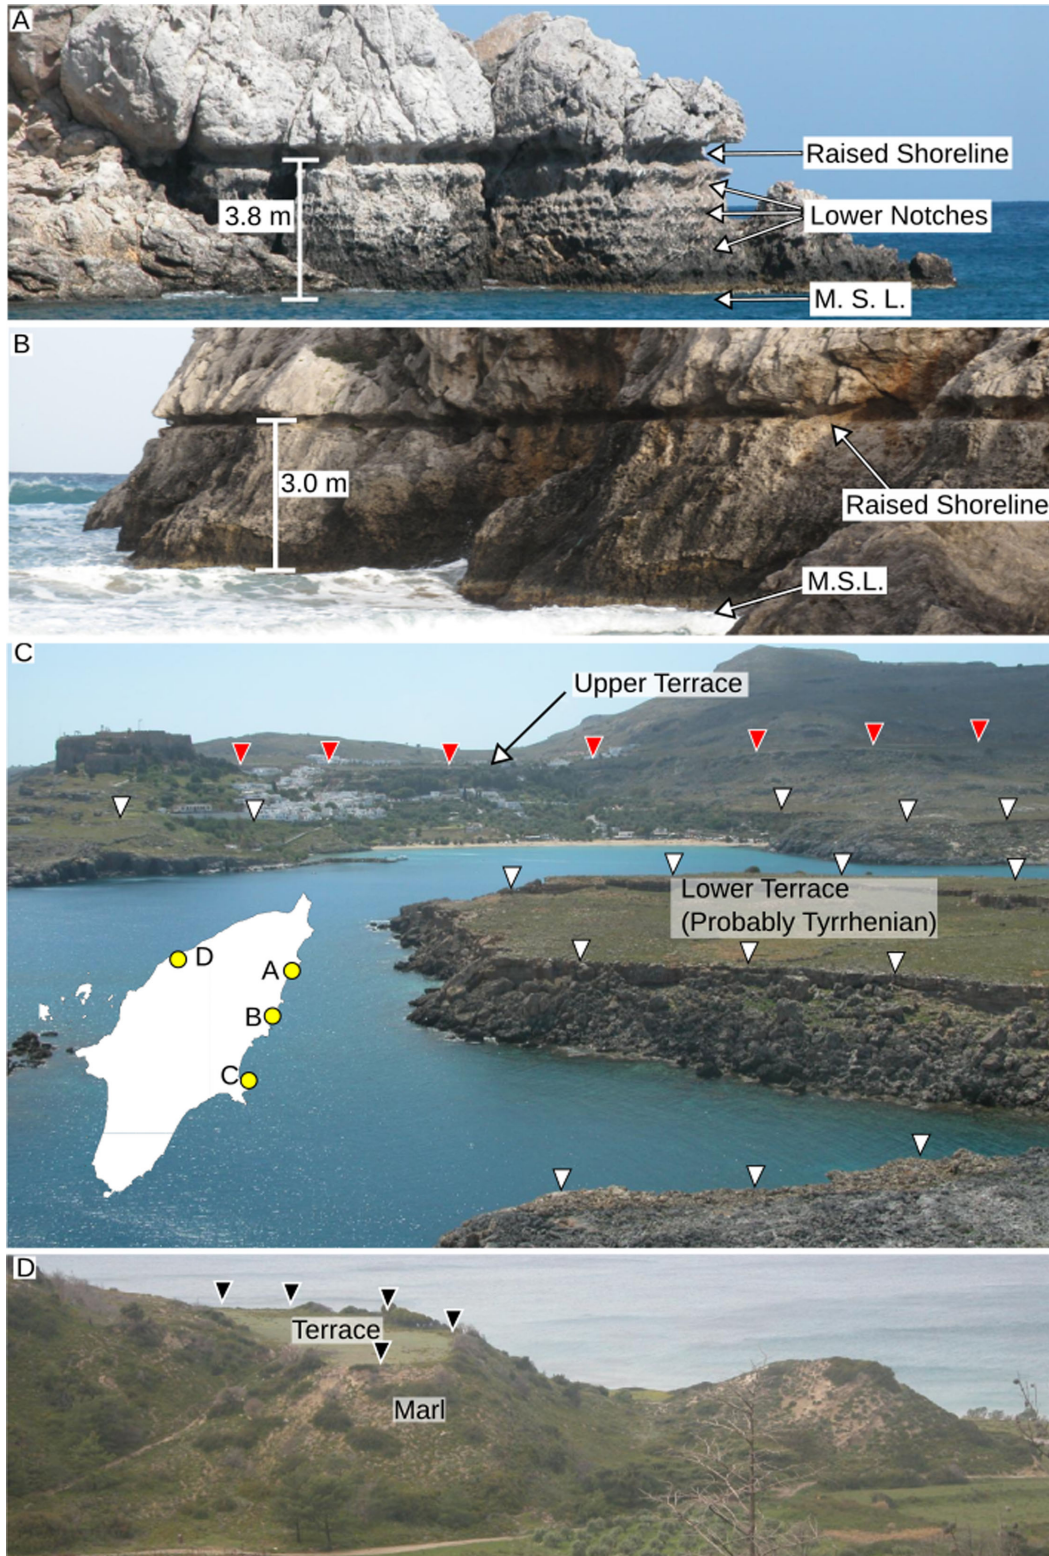 A
Raised Shoreline
3.8 m
Lower Notches
M. S. L.
B
3.0 m
Raised Shoreline
M.S.L.
C
Upper Terrace
Lower Terrace
(Probably Tyrrhenian)
D
A
B
C
D
Terrace
Marl